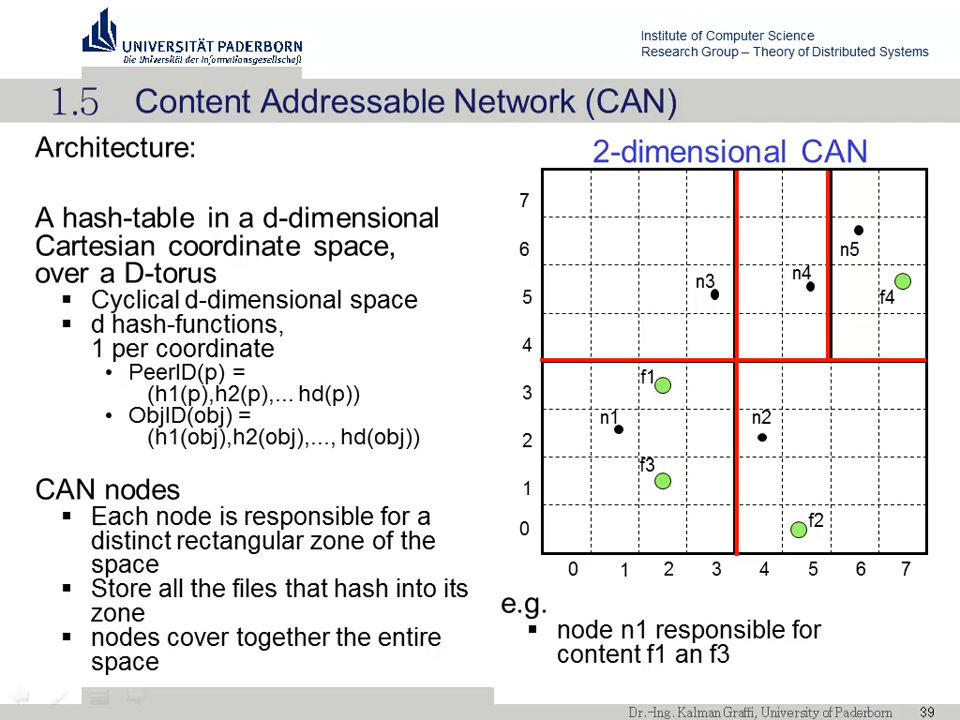 UNIVERSITÄT PADERBORN
Die Universität der Informationsgesellschaft
Institute of Computer Science
Research Group – Theory of Distributed Systems
1.5 Content Addressable Network (CAN)
Architecture:
A hash-table in a d-dimensional
Cartesian coordinate space,
over a D-torus
▪ Cyclical d-dimensional space
▪ d hash-functions,
1 per coordinate
• PeerID(p) =
(h1(p),h2(p),... hd(p))
• ObjID(obj) =
(h1(obj),h2(obj),..., hd(obj))
CAN nodes
▪ Each node is responsible for a
distinct rectangular zone of the
space
▪ Store all the files that hash into its
zone
▪ nodes cover together the entire
space
2-dimensional CAN
7
6
5
4
3
2
1
0
n5
n4
n3
f4
f1
n1
n2
f3
f2
0 1 2 3 4 5 6 7
e.g.
▪ node n1 responsible for
content f1 an f3
Dr.-Ing. Kalman Graffi, University of Paderborn 39